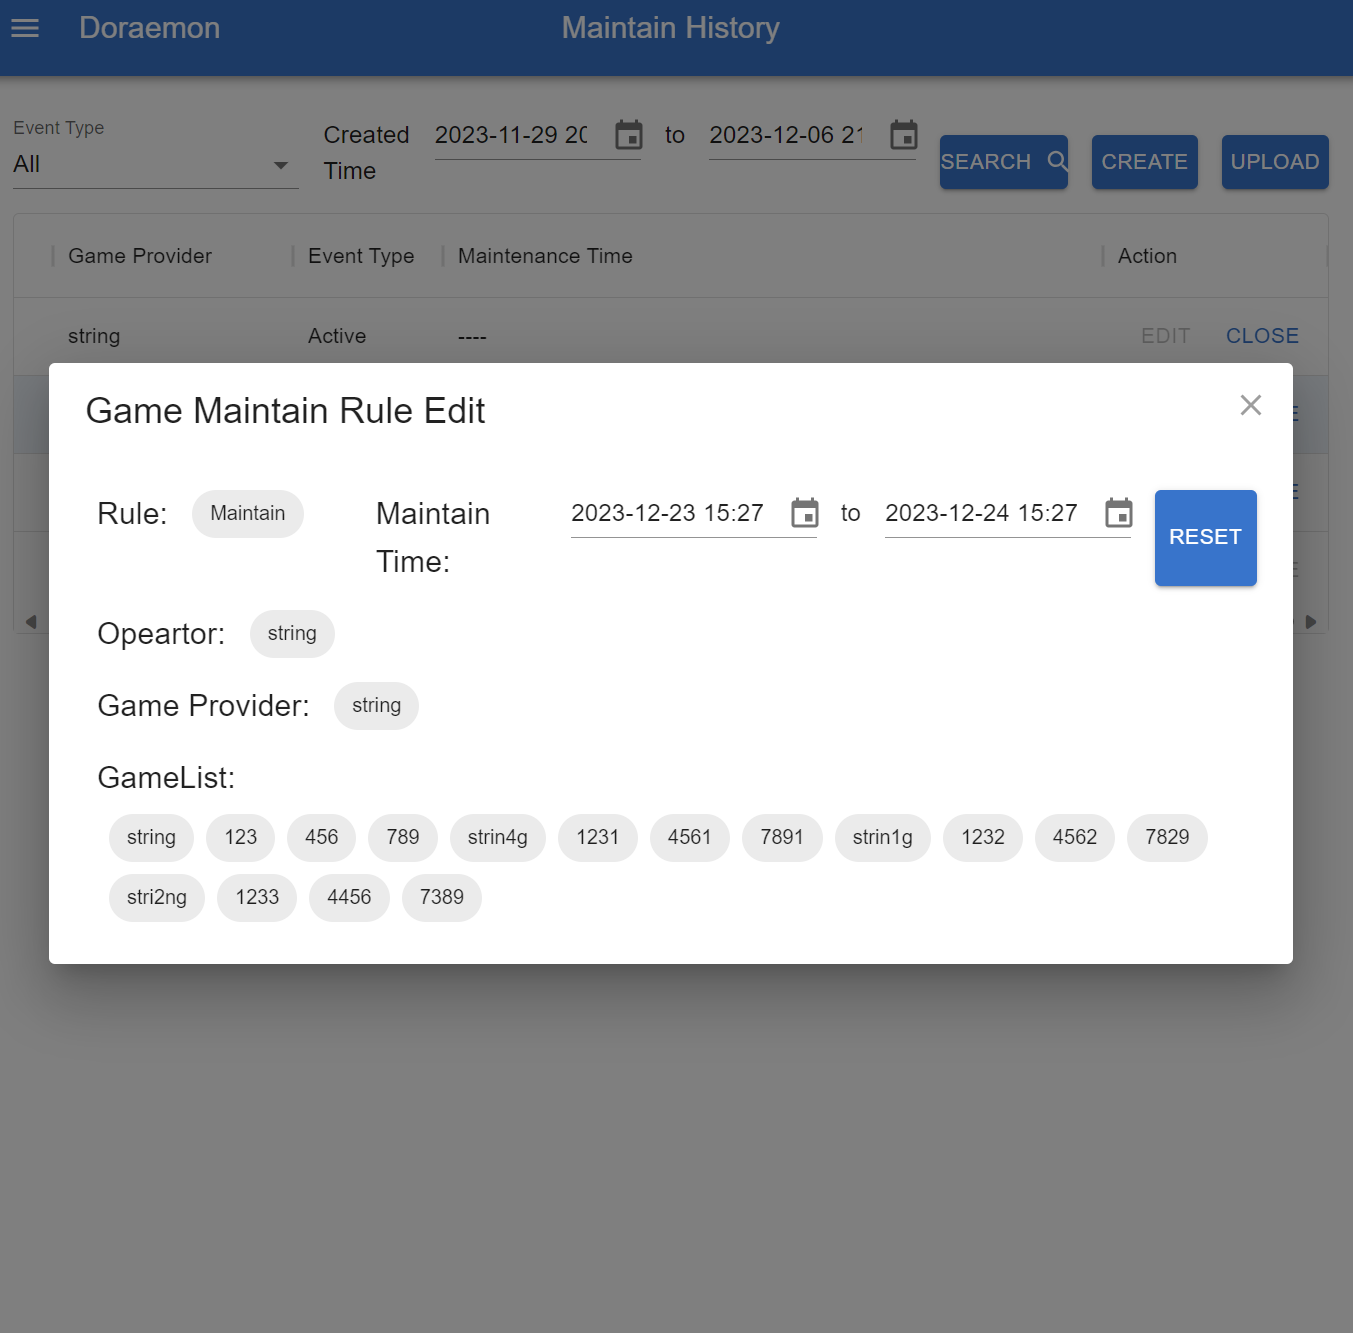 Doraemon
Maintain History
Event Type
All
Created Time
2023-11-29 20
to
2023-12-06 21
SEARCH
CREATE
UPLOAD
Game Provider
Event Type
Maintenance Time
Action
string
Active
----
EDIT
CLOSE
Game Maintain Rule Edit
Rule:
Maintain
Maintain Time:
2023-12-23 15:27
to
2023-12-24 15:27
RESET
Opeartor:
string
Game Provider:
string
GameList:
string 123 456 789 strin4g 1231 4561 7891 strin1g 1232 4562 7829
stri2ng 1233 4456 7389